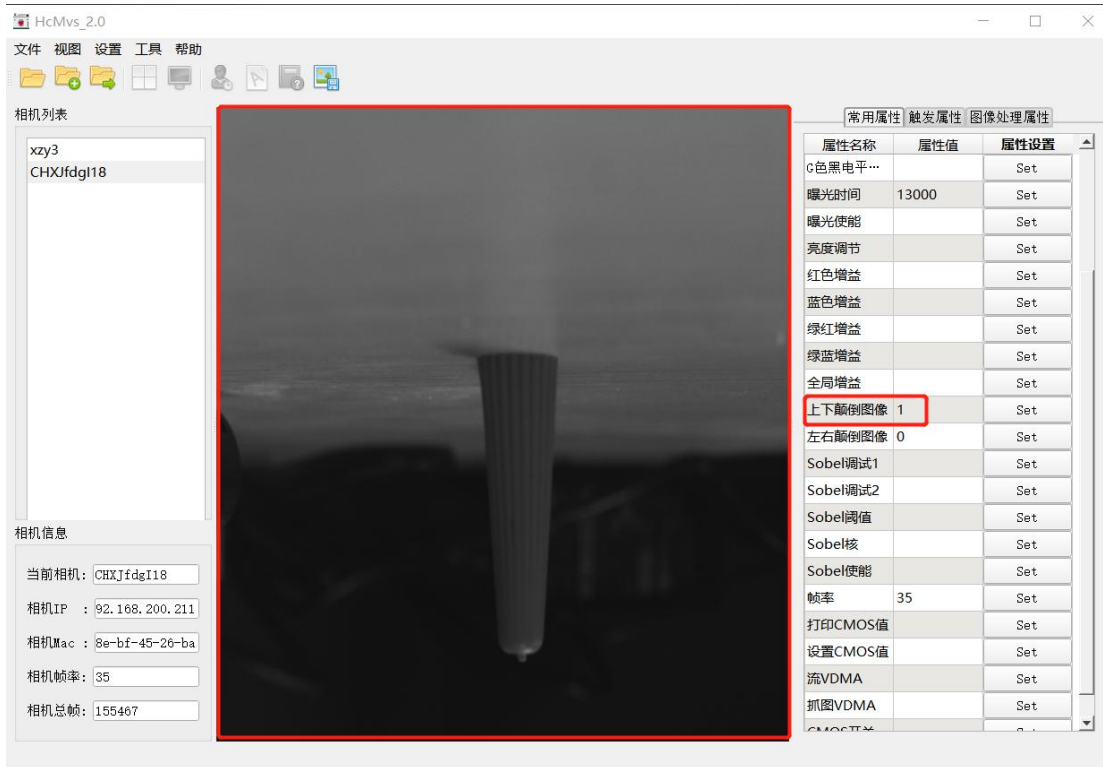 HcMvs_2.0
文件 视图 设置 工具 帮助
相机列表
xzy3
CHXJfdgI18
相机信息
当前相机: CHXJfdgI18
相机IP : 92.168.200.211
相机Mac : 8e-bf-45-26-ba
相机帧率: 35
相机总帧: 155467
常用属性 触发属性 图像处理属性
属性名称 属性值 属性设置
G色黑电平… Set
曝光时间 13000 Set
曝光使能 Set
亮度调节 Set
红色增益 Set
蓝色增益 Set
绿红增益 Set
绿蓝增益 Set
全局增益 Set
上下颠倒图像 1 Set
左右颠倒图像 0 Set
Sobel调试1 Set
Sobel调试2 Set
Sobel阈值 Set
Sobel核 Set
Sobel使能 Set
帧率 35 Set
打印CMOS值 Set
设置CMOS值 Set
流VDMA Set
抓图VDMA Set